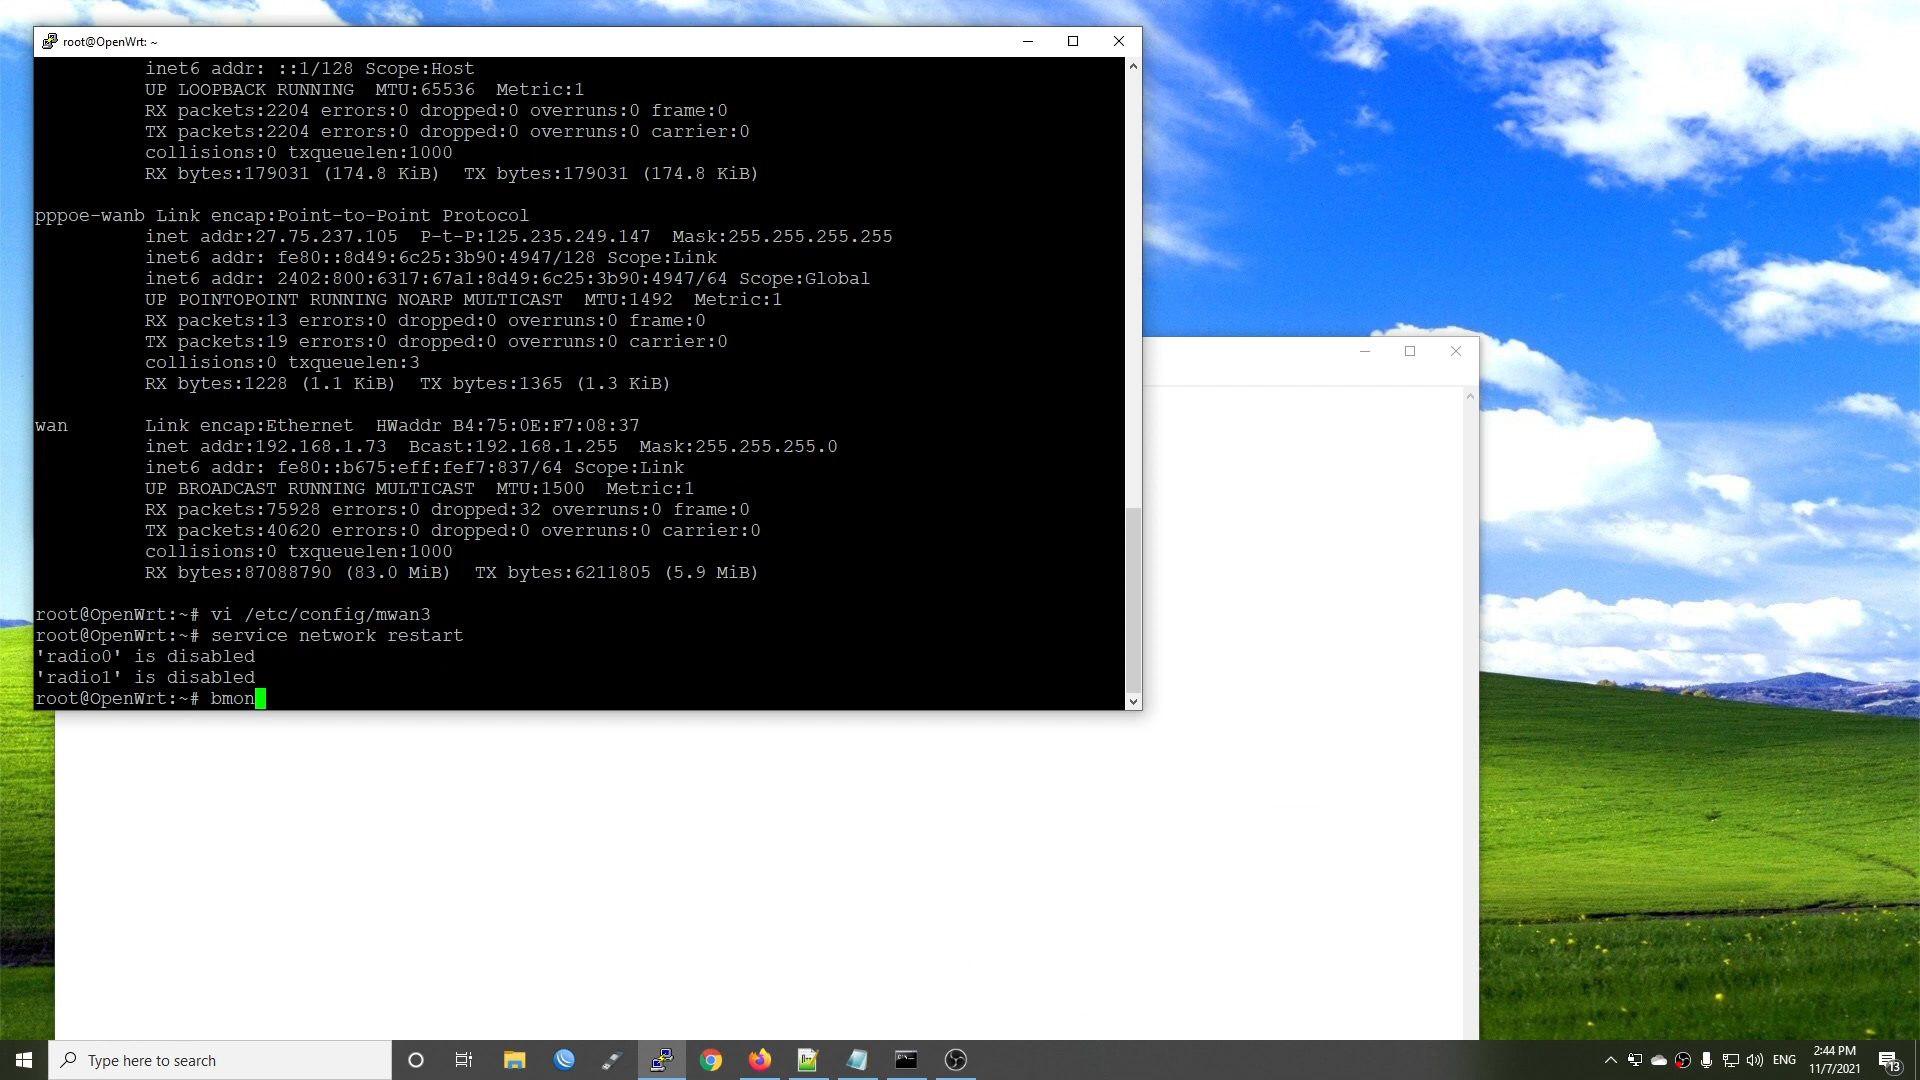 root@OpenWrt: ~
inet6 addr: ::1/128 Scope:Host
UP LOOPBACK RUNNING  MTU:65536  Metric:1
RX packets:2204 errors:0 dropped:0 overruns:0 frame:0
TX packets:2204 errors:0 dropped:0 overruns:0 carrier:0
collisions:0 txqueuelen:1000
RX bytes:179031 (174.8 KiB)  TX bytes:179031 (174.8 KiB)
pppoe-wanb Link encap:Point-to-Point Protocol
inet addr:27.75.237.105  P-t-P:125.235.249.147  Mask:255.255.255.255
inet6 addr: fe80::8d49:6c25:3b90:4947/128 Scope:Link
inet6 addr: 2402:800:6317:67a1:8d49:6c25:3b90:4947/64 Scope:Global
UP POINTOPOINT RUNNING NOARP MULTICAST  MTU:1492  Metric:1
RX packets:13 errors:0 dropped:0 overruns:0 frame:0
TX packets:19 errors:0 dropped:0 overruns:0 carrier:0
collisions:0 txqueuelen:3
RX bytes:1228 (1.1 KiB)  TX bytes:1365 (1.3 KiB)
wan       Link encap:Ethernet  HWaddr B4:75:0E:F7:08:37
inet addr:192.168.1.73  Bcast:192.168.1.255  Mask:255.255.255.0
inet6 addr: fe80::b675:eff:fef7:837/64 Scope:Link
UP BROADCAST RUNNING MULTICAST  MTU:1500  Metric:1
RX packets:75928 errors:0 dropped:32 overruns:0 frame:0
TX packets:40620 errors:0 dropped:0 overruns:0 carrier:0
collisions:0 txqueuelen:1000
RX bytes:87088790 (83.0 MiB)  TX bytes:6211805 (5.9 MiB)
root@OpenWrt:~# vi /etc/config/mwan3
root@OpenWrt:~# service network restart
'radio0' is disabled
'radio1' is disabled
root@OpenWrt:~# bmon
Type here to search
ENG
2:44 PM
11/7/2021
13